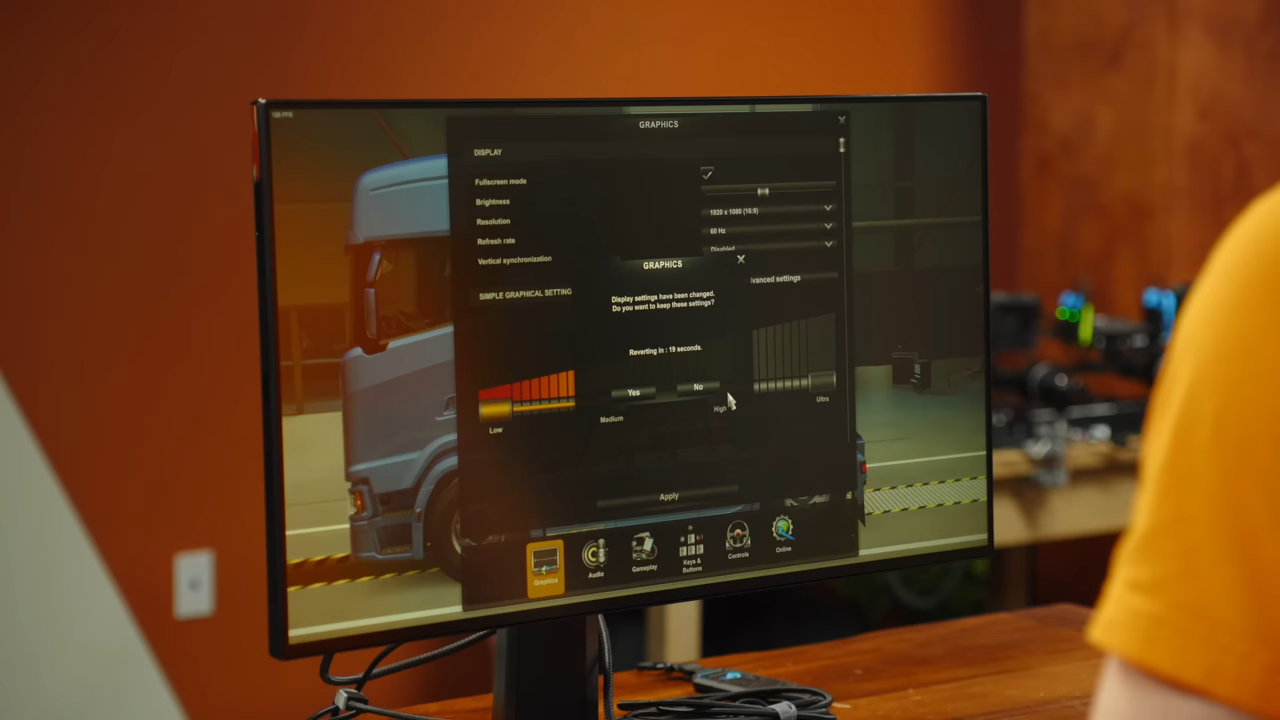 GRAPHICS
DISPLAY
Fullscreen mode
Brightness
Resolution
1920 x 1080 (16:9)
Refresh rate
60 Hz
Vertical synchronization
Disabled
GRAPHICS
SIMPLE GRAPHICAL SETTING
vanced settings
Display settings have been changed.
Do you want to keep these settings?
Reverting in : 19 seconds.
Yes
No
Low
Medium
High
Ultra
Apply
Graphics
Audio
Gameplay
Keys &
Buttons
Controls
Online